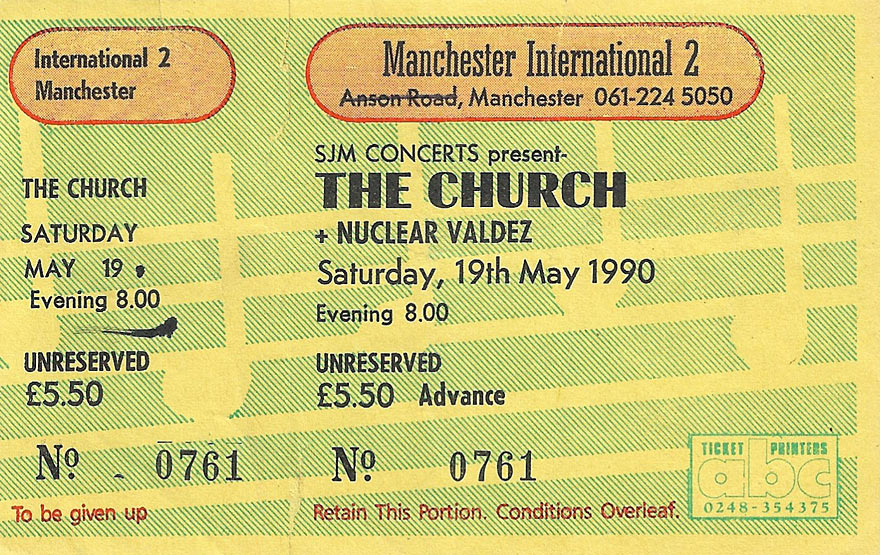 International 2
Manchester
THE CHURCH
SATURDAY
MAY 19
Evening 8.00
UNRESERVED
£5.50
Nº 0761
To be given up
Manchester International 2
Anson Road, Manchester 061-224 5050
SJM CONCERTS present-
THE CHURCH
+ NUCLEAR VALDEZ
Saturday, 19th May 1990
Evening 8.00
UNRESERVED
£5.50 Advance
Nº 0761
Retain This Portion. Conditions Overleaf.
TICKET PRINTERS
abc
0248-354375